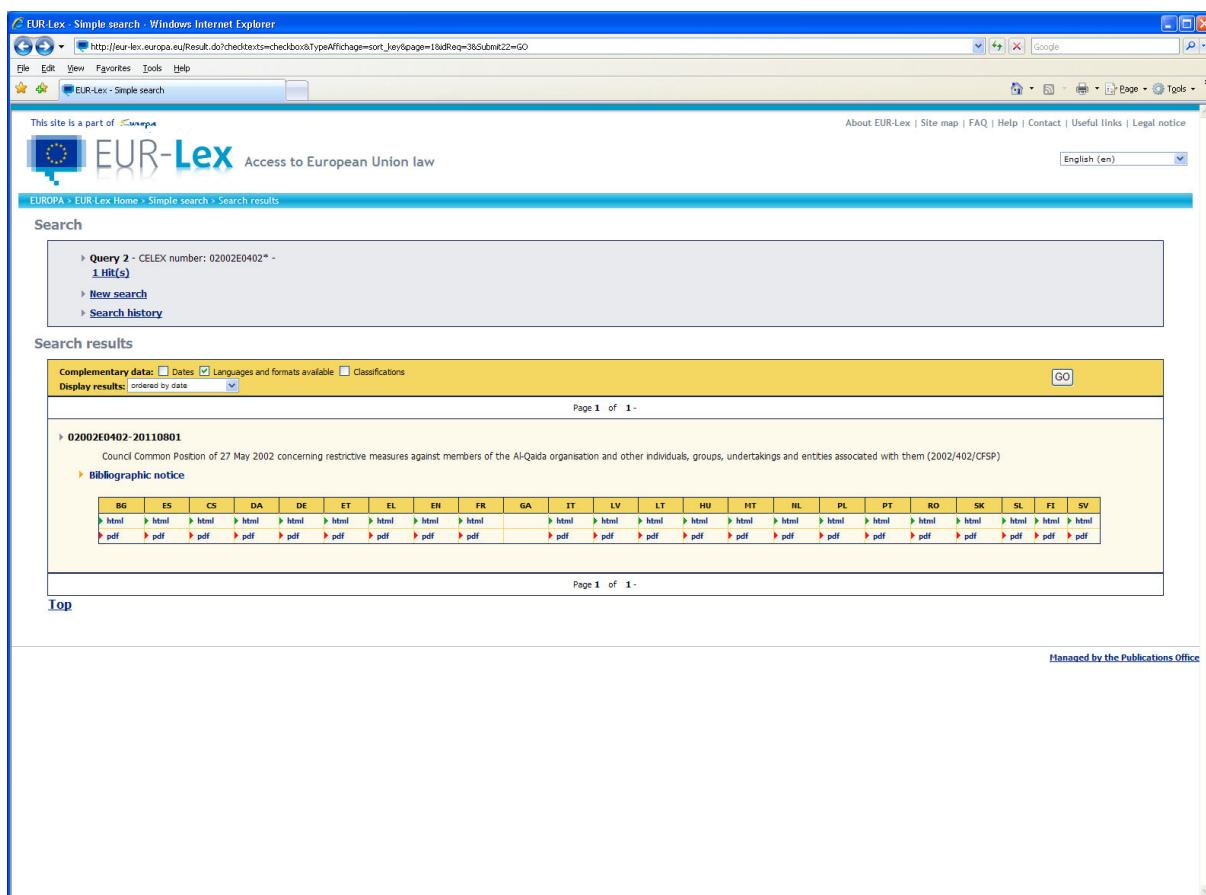 EUR-Lex - Simple search - Windows Internet Explorer
http://eur-lex.europa.eu/Result.do?checktexts=checkbox&TypeAffichage=sort_key&page=1&idReq=3&Submit22=GO
Google
File Edit View Favorites Tools Help
EUR-Lex - Simple search
Page Tools
This site is a part of Europa
About EUR-Lex | Site map | FAQ | Help | Contact | Useful links | Legal notice
EUR-Lex Access to European Union law
English (en)
EUROPA > EUR-Lex Home > Simple search > Search results
Search
Query 2 - CELEX number: 02002E0402* -
1 Hit(s)
New search
Search history
Search results
Complementary data: Dates Languages and formats available Classifications
Display results: ordered by date
GO
Page 1 of 1 -
02002E0402-20110801
Council Common Position of 27 May 2002 concerning restrictive measures against members of the Al-Qaida organisation and other individuals, groups, undertakings and entities associated with them (2002/402/CFSP)
Bibliographic notice
BG ES CS DA DE ET EL EN FR GA IT LV LT HU MT NL PL PT RO SK SL FI SV
html html html html html html html html html html html html html html html html html html html html html html
pdf pdf pdf pdf pdf pdf pdf pdf pdf pdf pdf pdf pdf pdf pdf pdf pdf pdf pdf pdf pdf pdf
Page 1 of 1 -
Top
Managed by the Publications Office